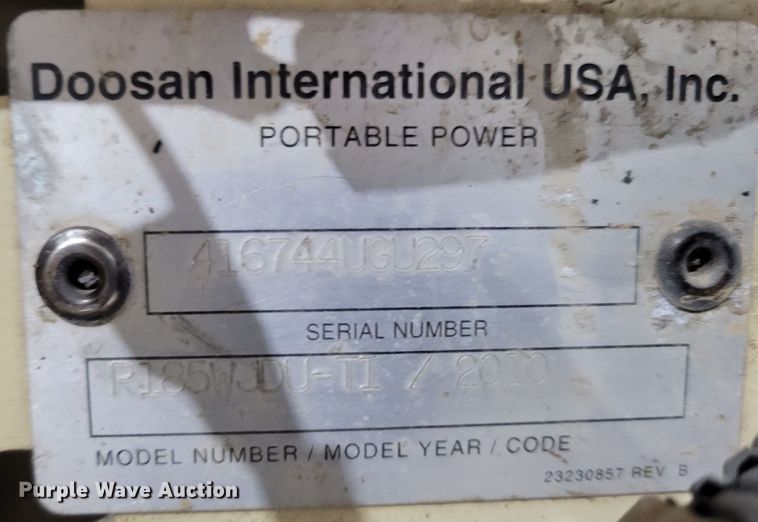 Doosan International USA, Inc.
PORTABLE POWER
416744UGU297
SERIAL NUMBER
P185WJDU-T1 / 2010
MODEL NUMBER / MODEL YEAR / CODE
23230857 REV B
Purple Wave Auction